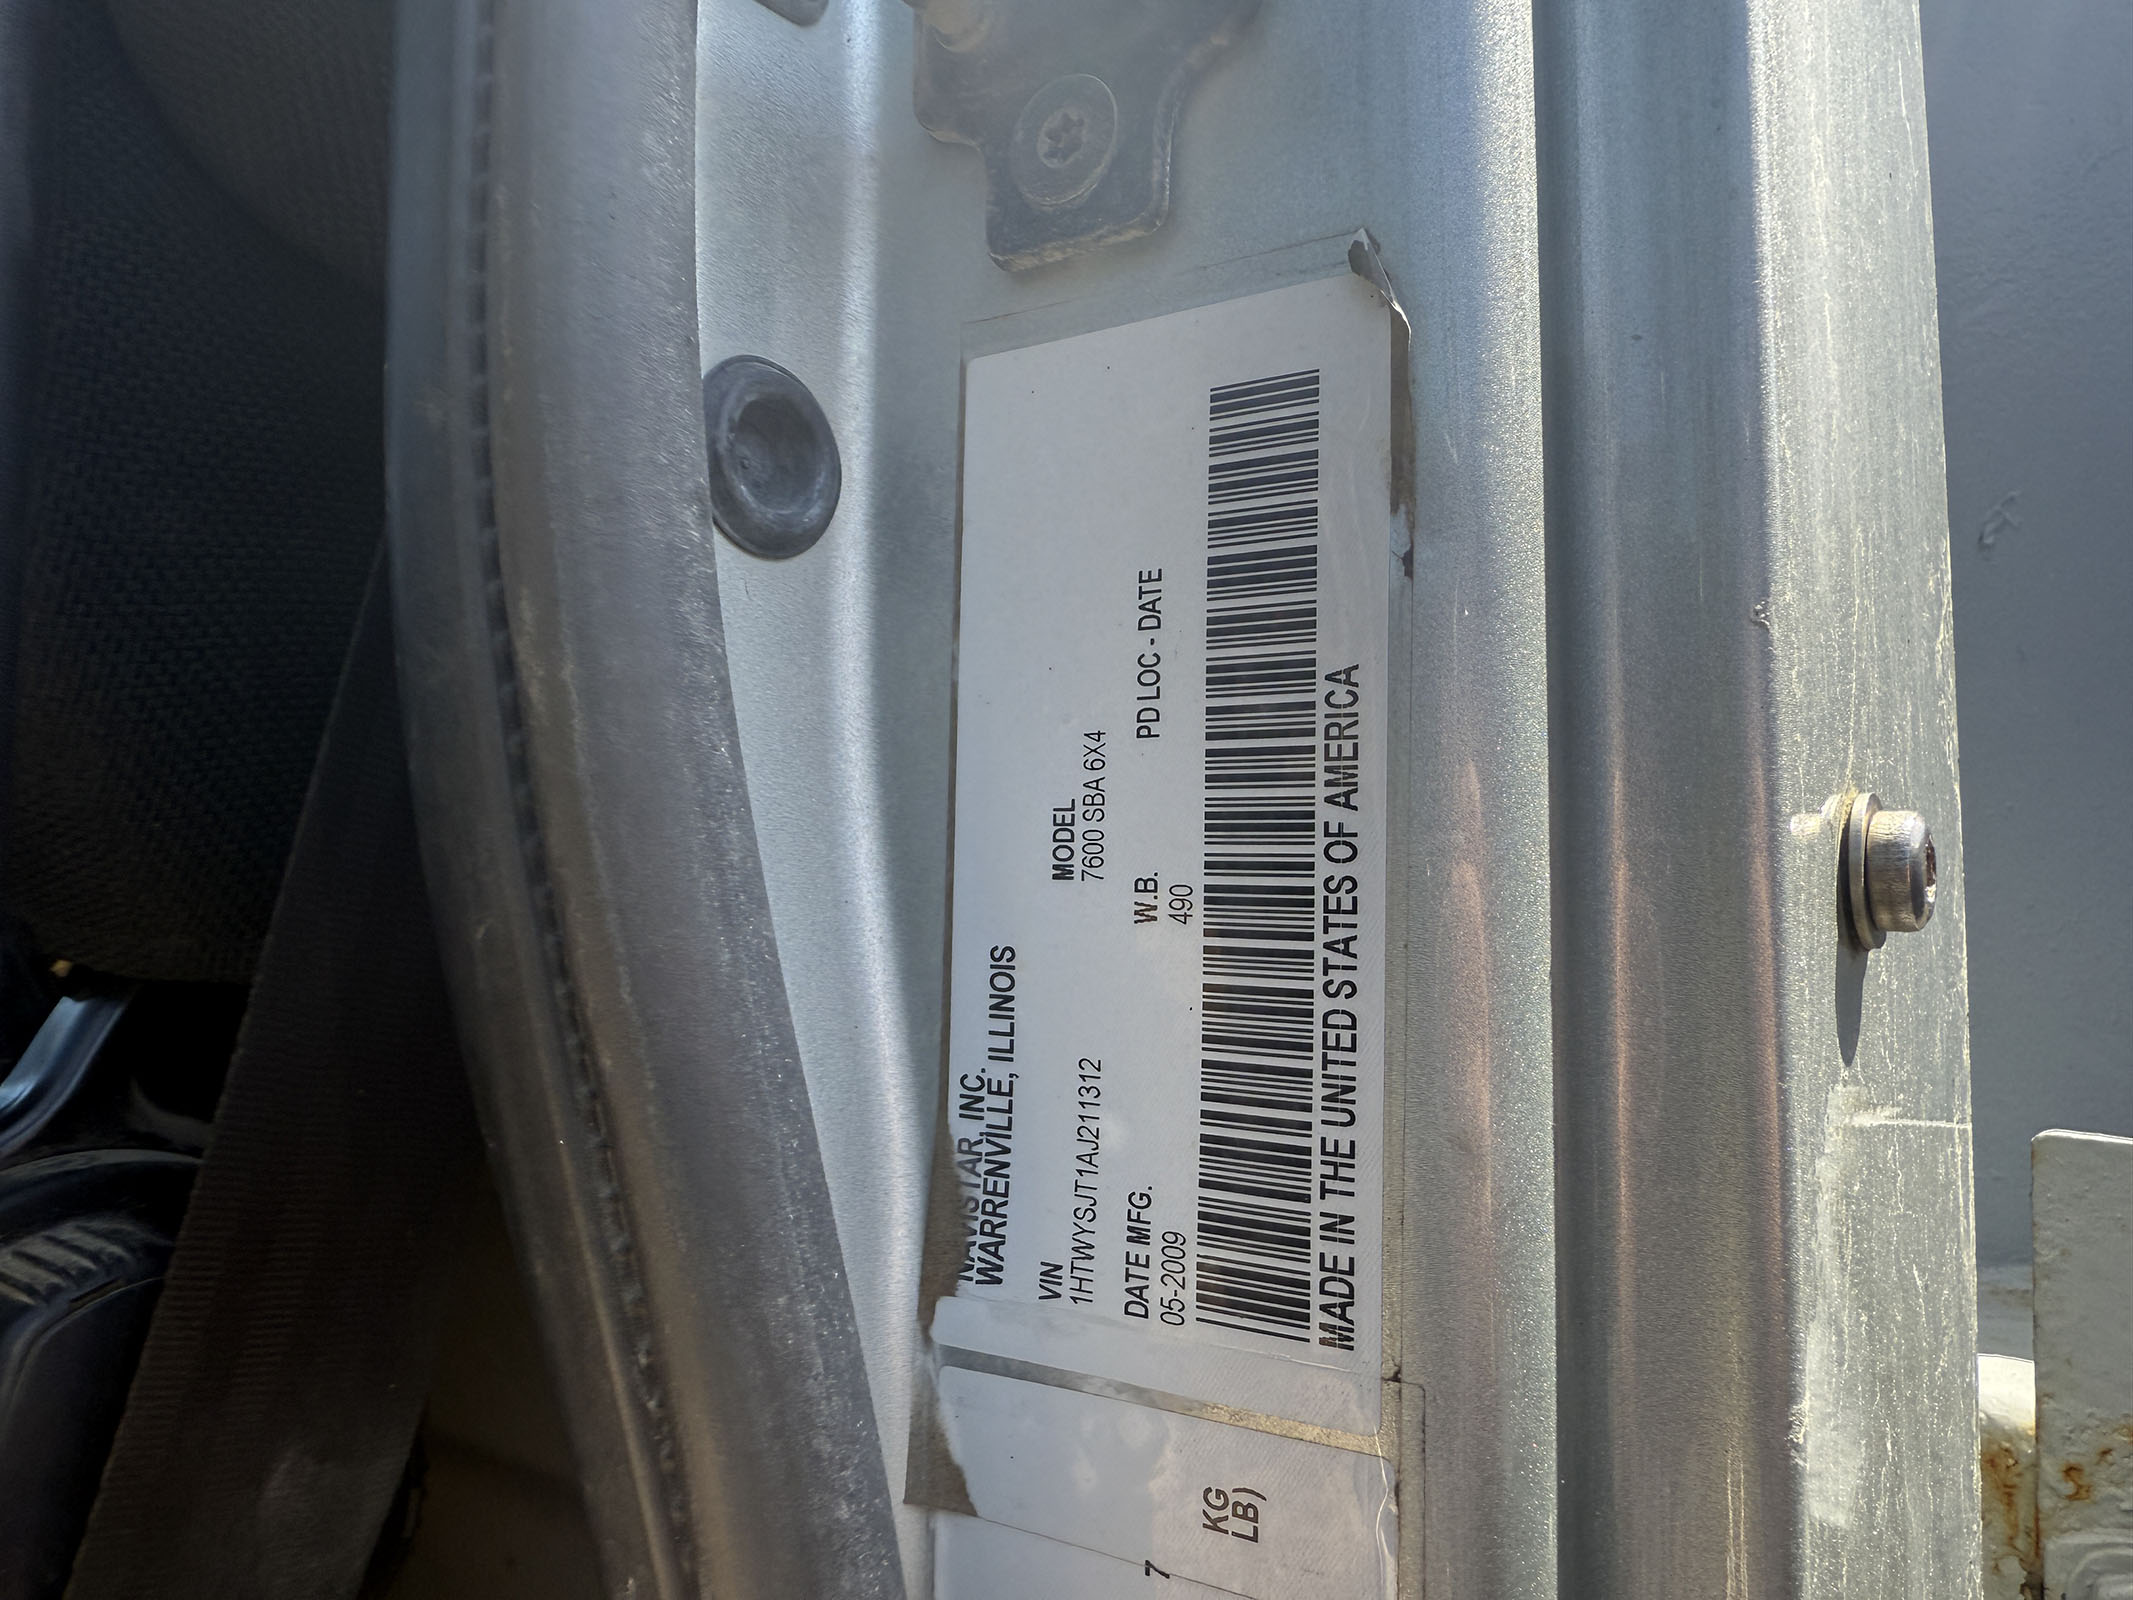 NAVISTAR, INC.
WARRENVILLE, ILLINOIS
VIN
1HTWYSJT1AJ211312
MODEL
7600 SBA 6X4
DATE MFG.
05-2009
W.B.
490
PD LOC - DATE
MADE IN THE UNITED STATES OF AMERICA
7
KG
LB)